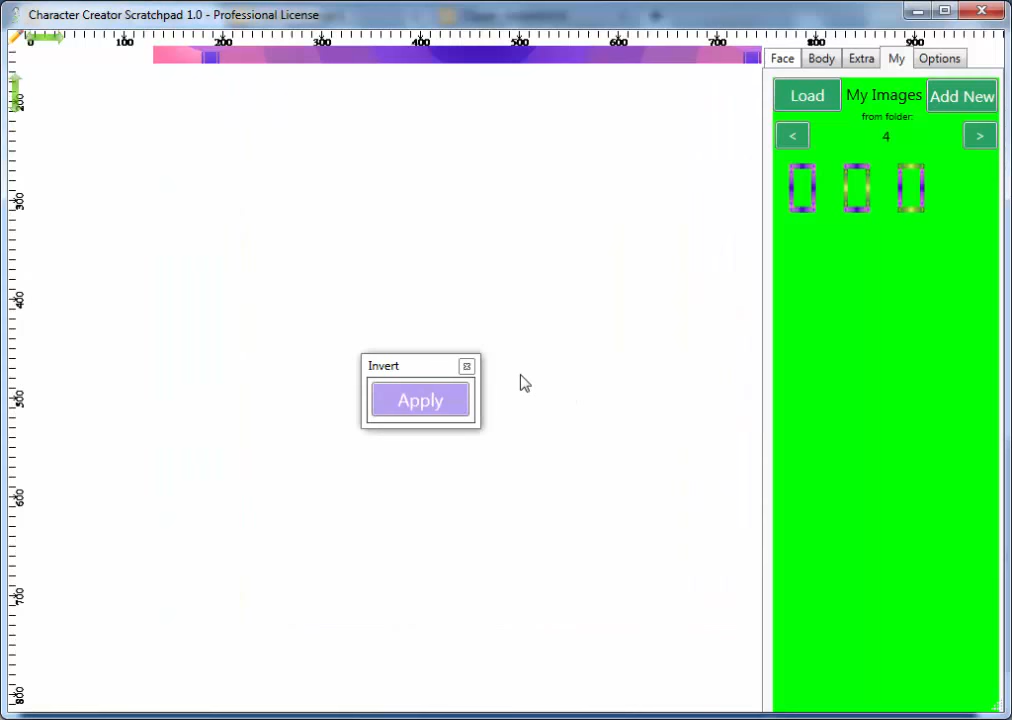 Character Creator Scratchpad 1.0 - Professional License
0 100 200 300 400 500 600 700 800 900
Face Body Extra My Options
Load My Images Add New
from folder:
< 4 >
200
300
400
500
600
700
800
Invert
Apply